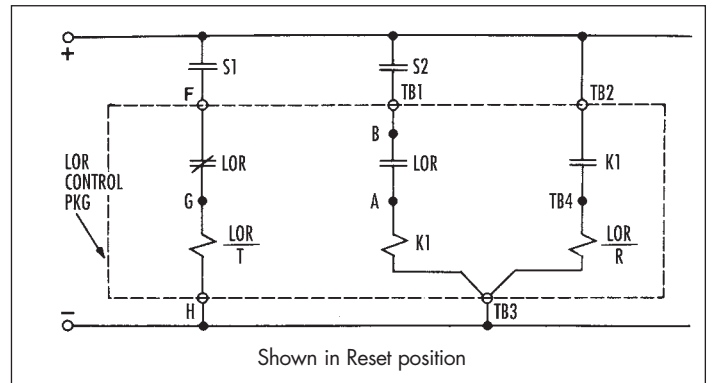 +
S1
S2
F
TB1
TB2
B
LOR
LOR
K1
LOR
CONTROL
PKG
G
A
TB4
LOR
T
K1
LOR
R
H
TB3
–
Shown in Reset position